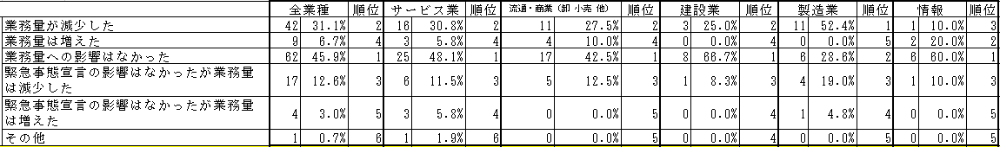 全業種 順位 サービス業 順位 流通・商業（卸 小売 他） 順位 建設業 順位 製造業 順位 情報 順位
業務量が減少した 42 31.1% 2 16 30.8% 2 11 27.5% 2 3 25.0% 2 11 52.4% 1 1 10.0% 3
業務量は増えた 9 6.7% 4 3 5.8% 4 4 10.0% 4 0 0.0% 4 0 0.0% 5 2 20.0% 2
業務量への影響はなかった 62 45.9% 1 25 48.1% 1 17 42.5% 1 8 66.7% 1 6 28.6% 2 6 60.0% 1
緊急事態宣言の影響はなかったが業務量
は減少した 17 12.6% 3 6 11.5% 3 5 12.5% 3 1 8.3% 3 4 19.0% 3 1 10.0% 3
緊急事態宣言の影響はなかったが業務量
は増えた 4 3.0% 5 3 5.8% 4 0 0.0% 5 0 0.0% 4 1 4.8% 4 0 0.0% 5
その他 1 0.7% 6 1 1.9% 6 0 0.0% 5 0 0.0% 4 0 0.0% 5 0 0.0% 5